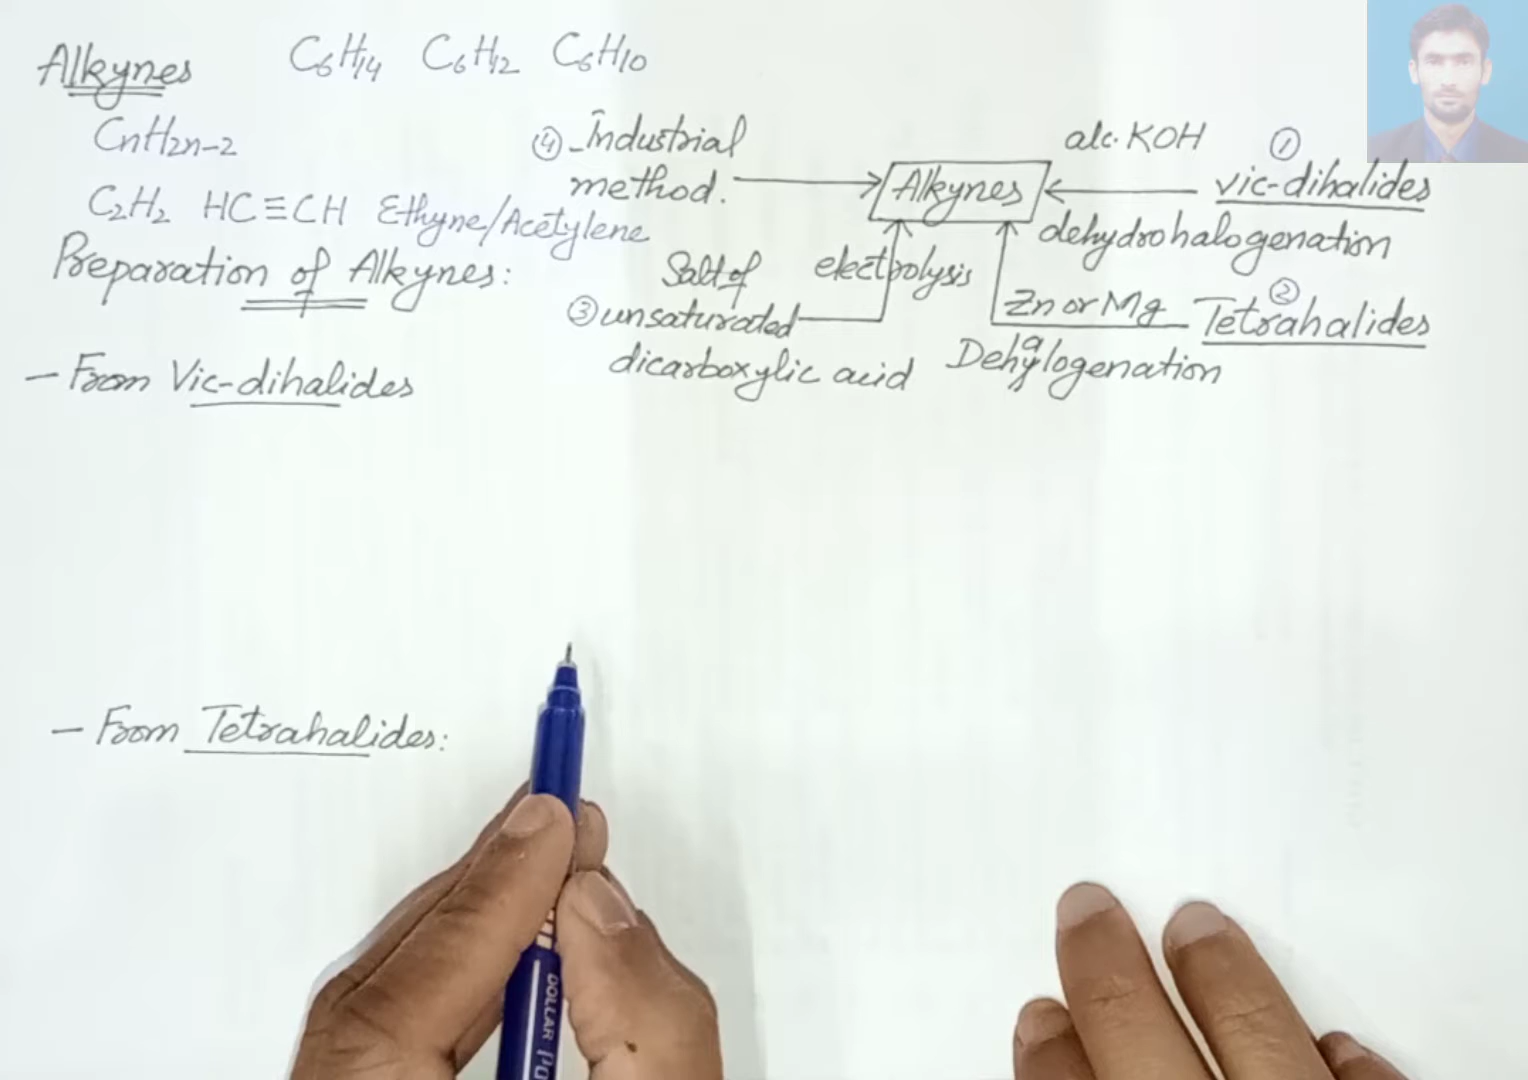 Alkynes C6H14 C6H12 C6H10
CnH2n-2
C2H2 HC≡CH Ethyne/Acetylene
Preparation of Alkynes:
④ Industrial
method.
Alkynes
alc. KOH ①
vic-dihalides
dehydrohalogenation
Salt of electrolysis
③ unsaturated
dicarboxylic acid
②
Zn or Mg Tetrahalides
Dehalogenation
- From Vic-dihalides
- From Tetrahalides:
DOLLAR